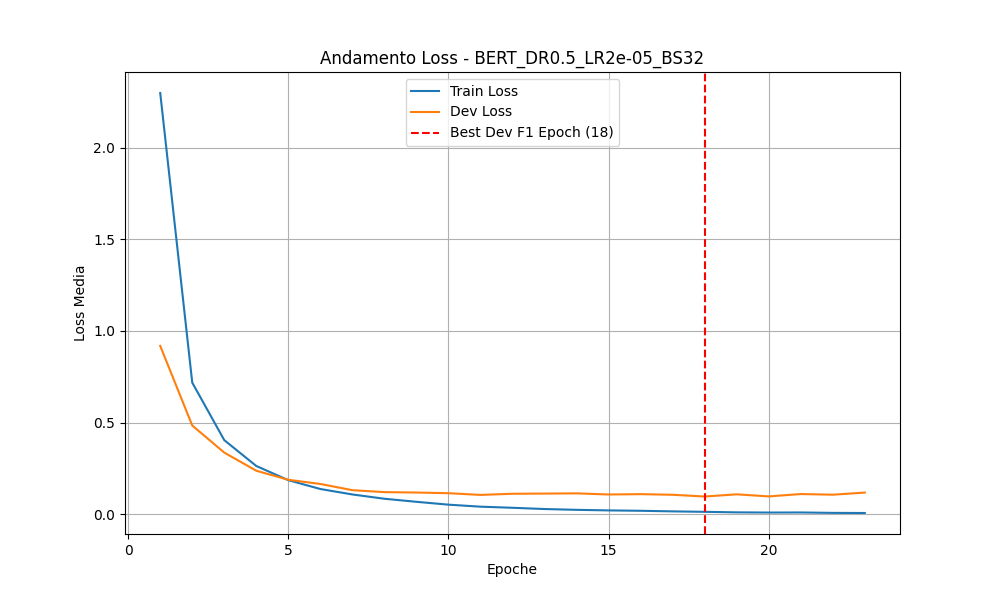 Andamento Loss - BERT_DR0.5_LR2e-05_BS32
Train Loss
Dev Loss
Best Dev F1 Epoch (18)
Loss Media
2.0
1.5
1.0
0.5
0.0
0
5
10
15
20
Epoche